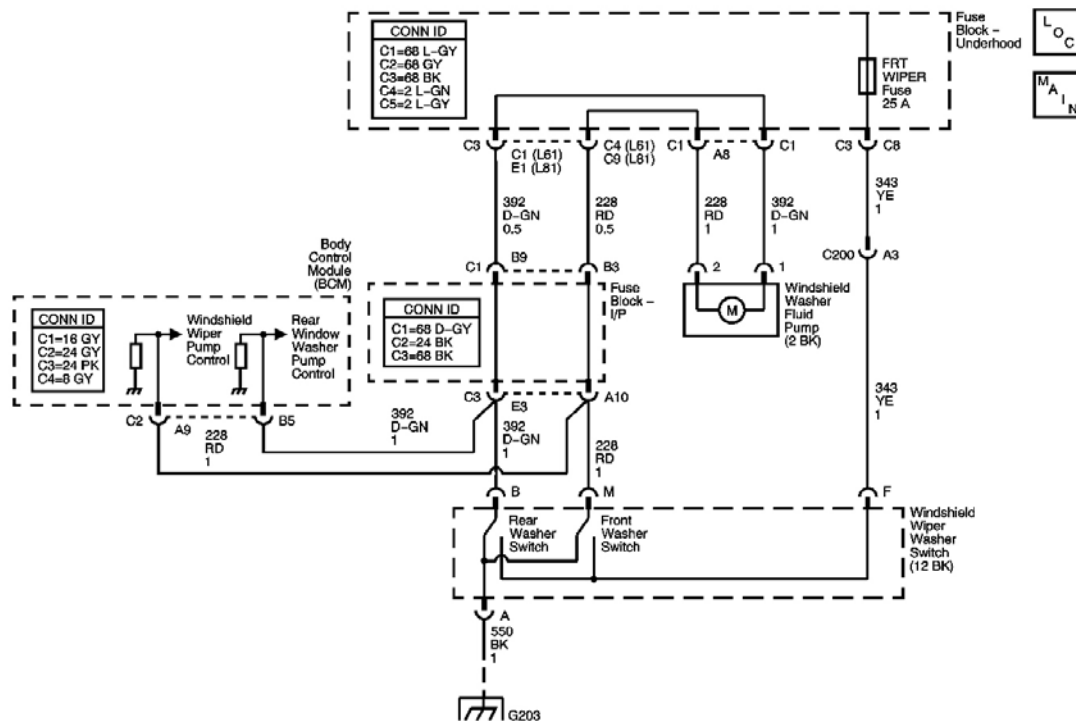 CONN ID
C1=68 L-GY
C2=68 GY
C3=68 BK
C4=2 L-GN
C5=2 L-GY
FRT
WIPER
Fuse
25 A
Fuse
Block –
Underhood
L
O
C
M
A
I
N
C3
C1 (L61)
E1 (L81)
C4 (L61)
C9 (L81)
C1
A8
C1
C3
C8
392
D-GN
0.5
228
RD
0.5
228
RD
1
392
D-GN
1
343
YE
1
C200
A3
Body
Control
Module
(BCM)
C1
B9
B3
2
1
M
Windshield
Washer
Fluid
Pump
(2 BK)
Fuse
Block –
I/P
CONN ID
C1=68 D-GY
C2=24 BK
C3=68 BK
CONN ID
C1=16 GY
C2=24 GY
C3=24 PK
C4=8 GY
Windshield
Wiper
Pump
Control
Rear
Window
Washer
Pump
Control
C3
E3
A10
C2
A9
B5
228
RD
1
392
D-GN
1
392
D-GN
1
228
RD
1
343
YE
1
B
M
F
Rear
Washer
Switch
Front
Washer
Switch
Windshield
Wiper
Washer
Switch
(12 BK)
A
550
BK
1
G203